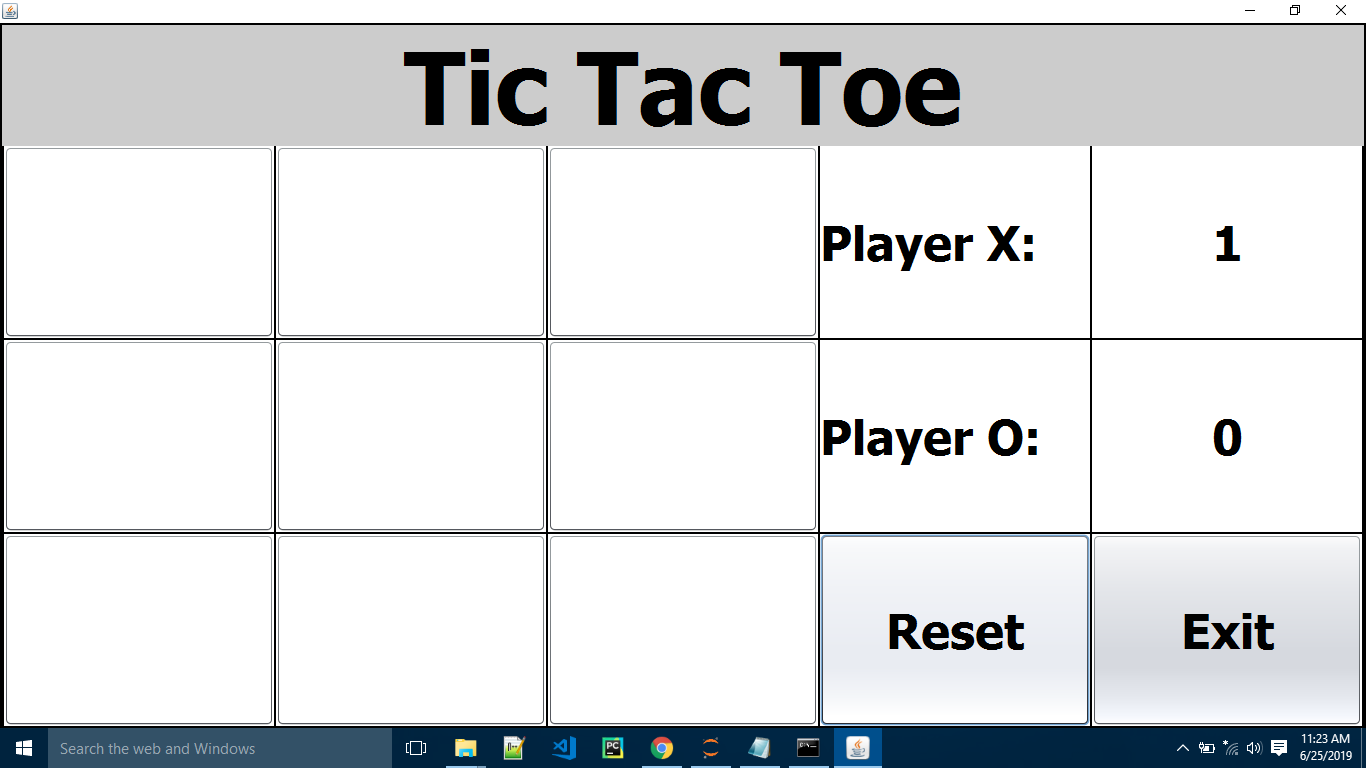 Tic Tac Toe
Player X: 1
Player O: 0
Reset Exit
Search the web and Windows
11:23 AM
6/25/2019